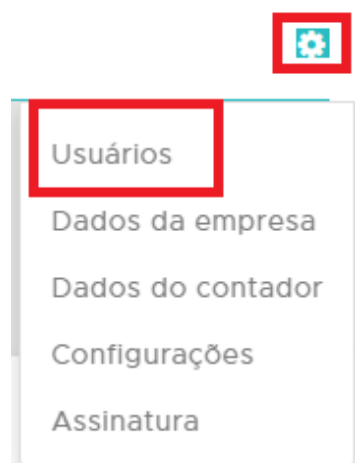 Usuários
Dados da empresa
Dados do contador
Configurações
Assinatura